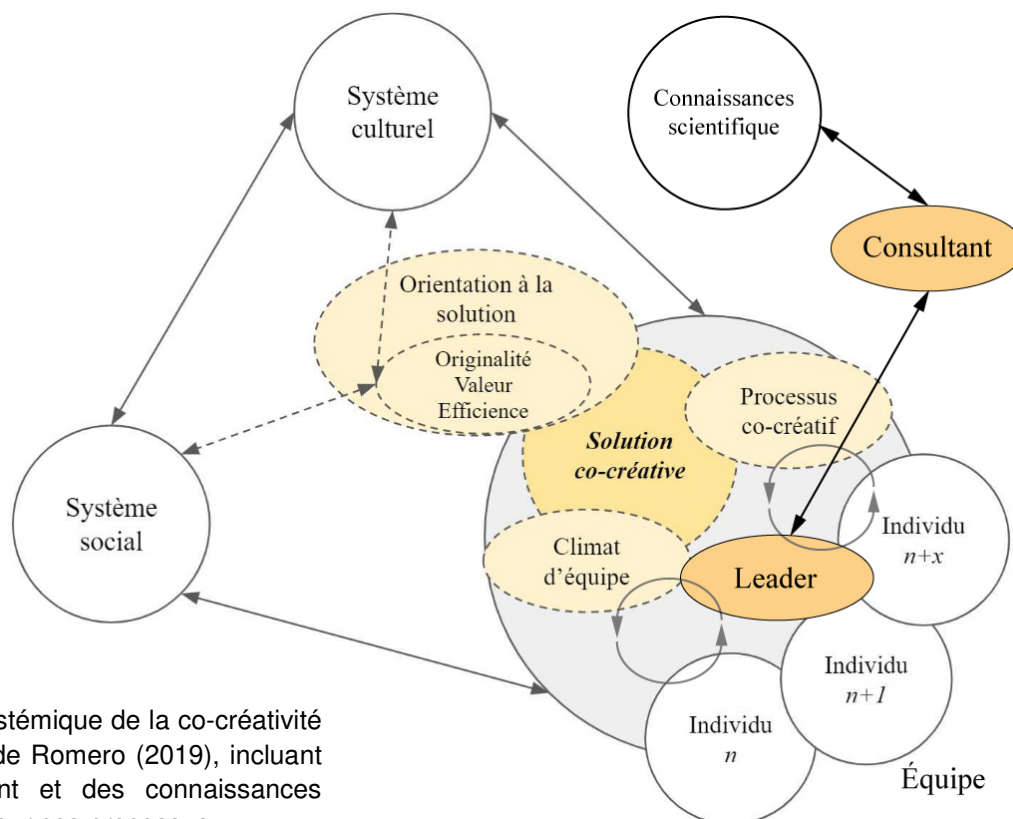 Système
culturel
Connaissances
scientifique
Consultant
Orientation à la
solution
Originalité
Valeur
Efficience
Processus
co-créatif
Solution
co-créative
Système
social
Climat
d'équipe
Leader
Individu
n+x
Individu
n+1
Individu
n
Équipe
stémique de la co-créativité
de Romero (2019), incluant
nt et des connaissances